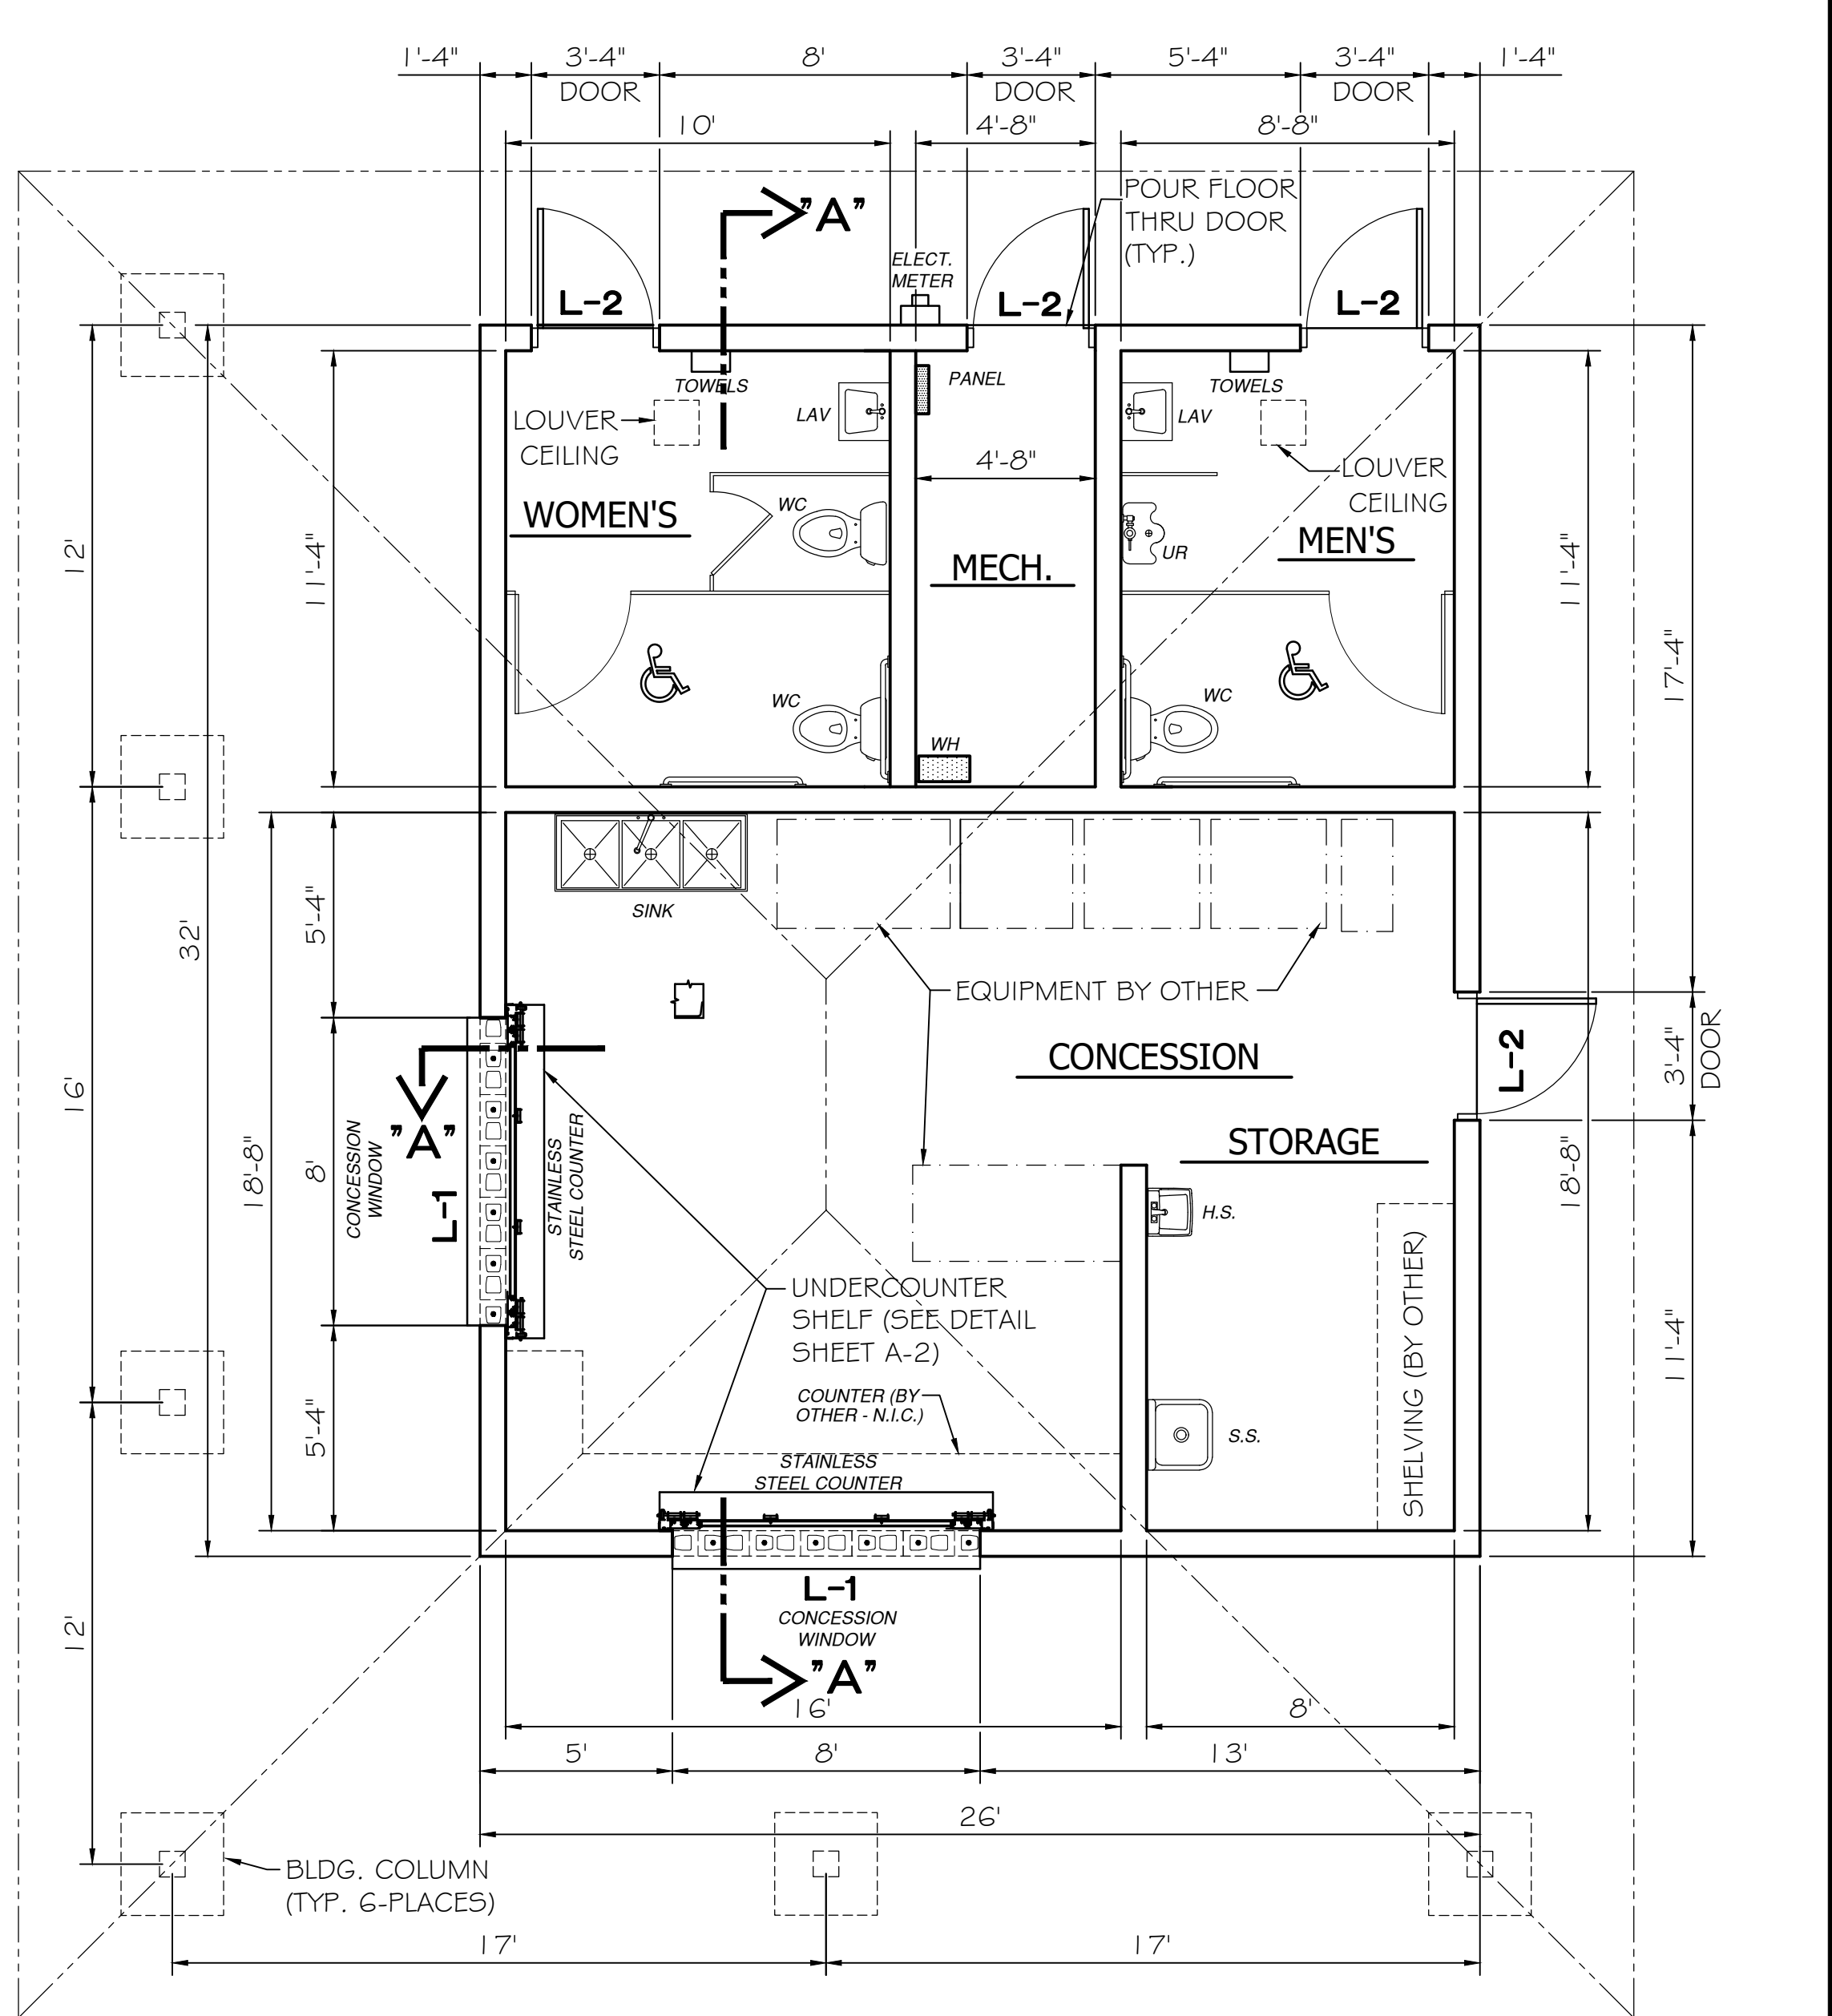 1'-4"
3'-4"
8'
3'-4"
5'-4"
3'-4"
1'-4"
DOOR
DOOR
DOOR
10'
4'-8"
8'-8"
POUR FLOOR
THRU DOOR
(TYP.)
"A"
ELECT.
METER
L-2
L-2
L-2
TOWELS
PANEL
TOWELS
LAV
LAV
LOUVER
CEILING
4'-8"
LOUVER
CEILING
WOMEN'S
WC
MEN'S
UR
MECH.
12'
11'-4"
11'-4"
17'-4"
WC
WC
WH
SINK
5'-4"
32'
EQUIPMENT BY OTHER
CONCESSION
L-2
3'-4"
DOOR
16'
"A"
18'-8"
8'
CONCESSION
WINDOW
L-1
STAINLESS
STEEL COUNTER
STORAGE
18'-8"
H.S.
UNDERCOUNTER
SHELF (SEE DETAIL
SHEET A-2)
SHELVING (BY OTHER)
11'-4"
5'-4"
COUNTER (BY
OTHER - N.I.C.)
S.S.
STAINLESS
STEEL COUNTER
L-1
CONCESSION
WINDOW
12'
"A"
16'
8'
5'
8'
13'
26'
BLDG. COLUMN
(TYP. 6-PLACES)
17'
17'